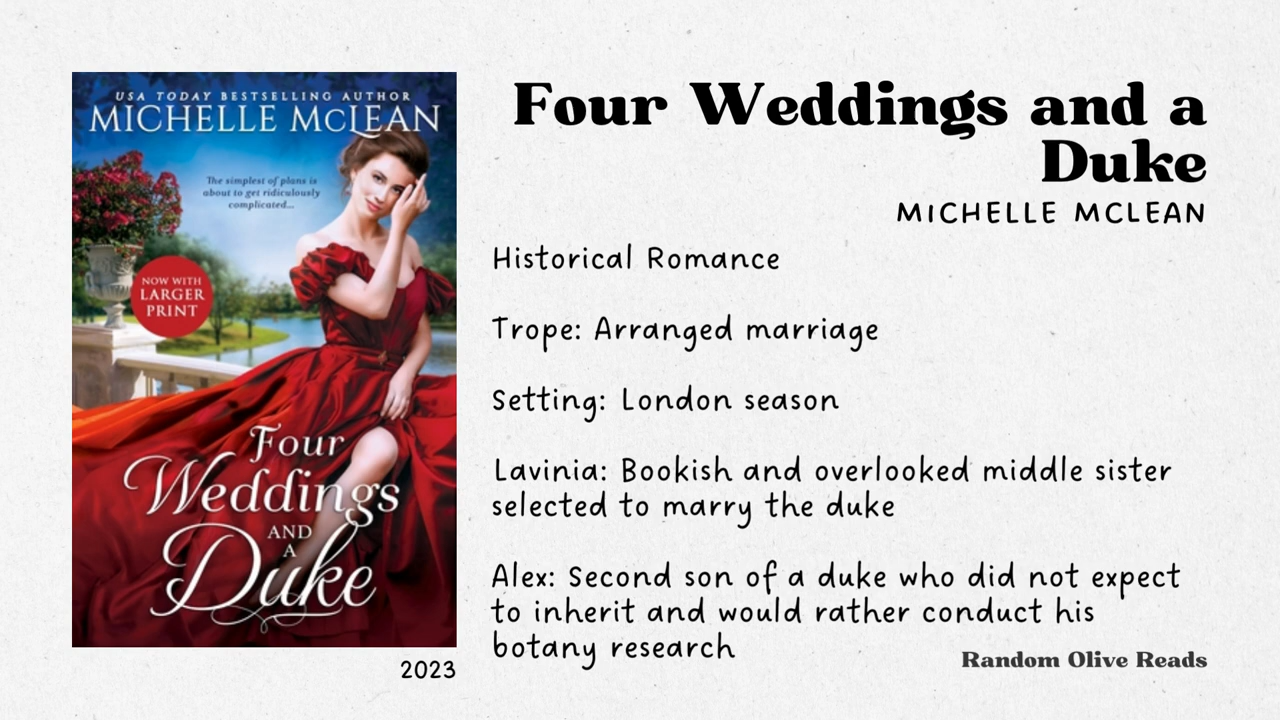 USA TODAY BESTSELLING AUTHOR
MICHELLE McLEAN
The simplest of plans is
about to get ridiculously
complicated...
NOW WITH
LARGER
PRINT
Four
Weddings
AND
A
Duke
2023
Four Weddings and a
Duke
MICHELLE MCLEAN
Historical Romance
Trope: Arranged marriage
Setting: London season
Lavinia: Bookish and overlooked middle sister
selected to marry the duke
Alex: Second son of a duke who did not expect
to inherit and would rather conduct his
botany research
Random Olive Reads